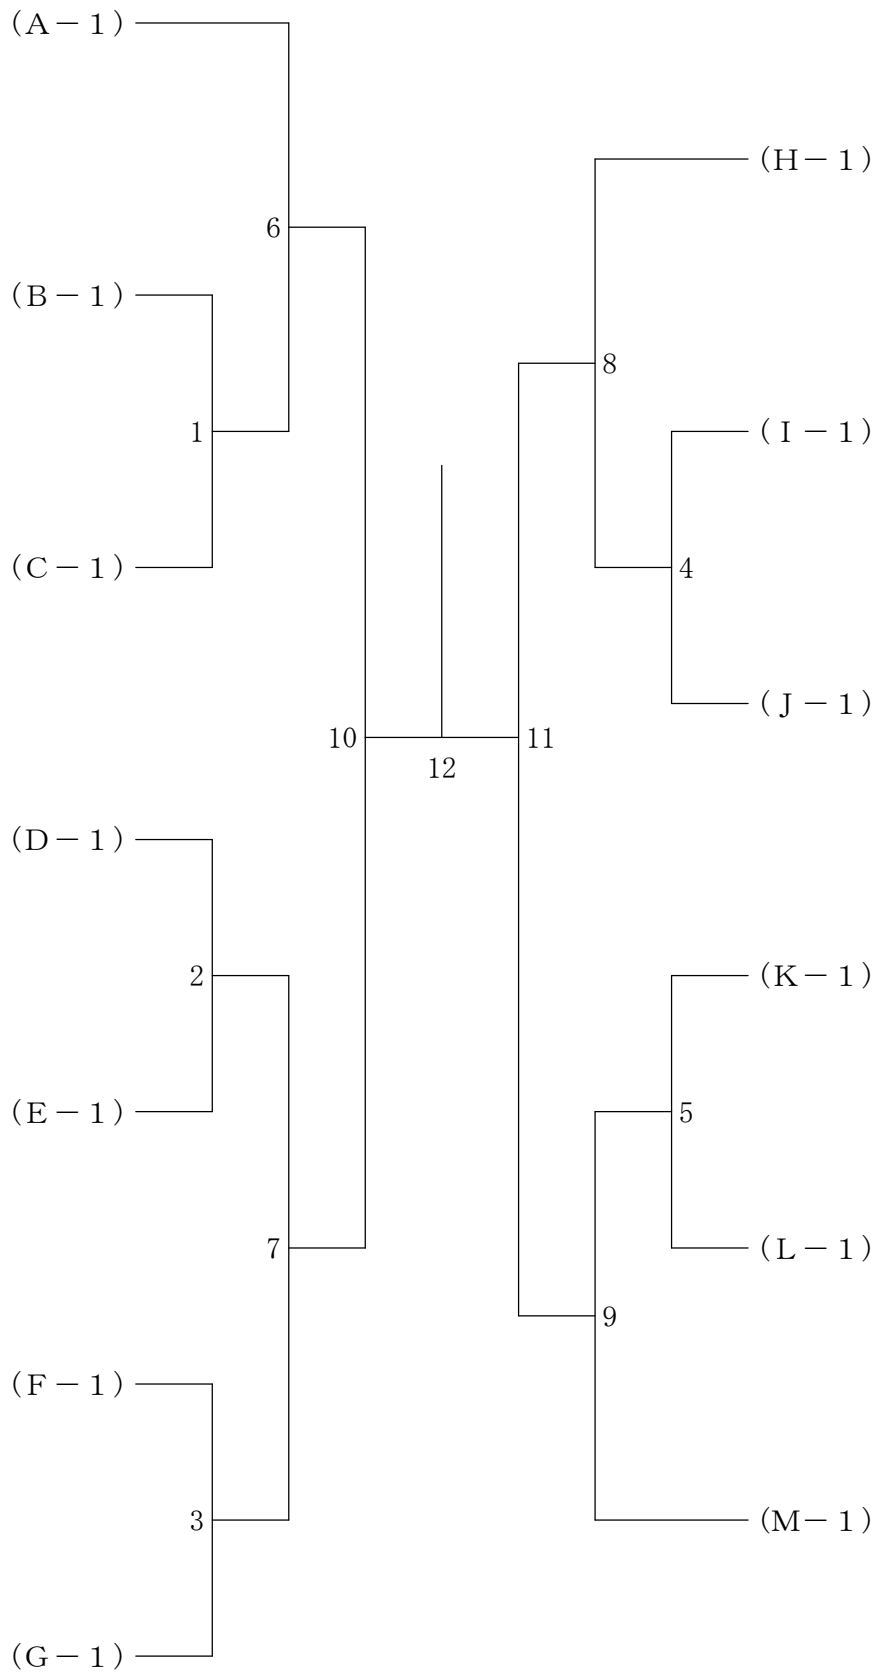 (A－1)
(H－1)
6
(B－1)
8
1
(I－1)
(C－1)
4
(J－1)
10
11
12
(D－1)
2
(K－1)
(E－1)
5
7
(L－1)
9
(F－1)
3
(M－1)
(G－1)